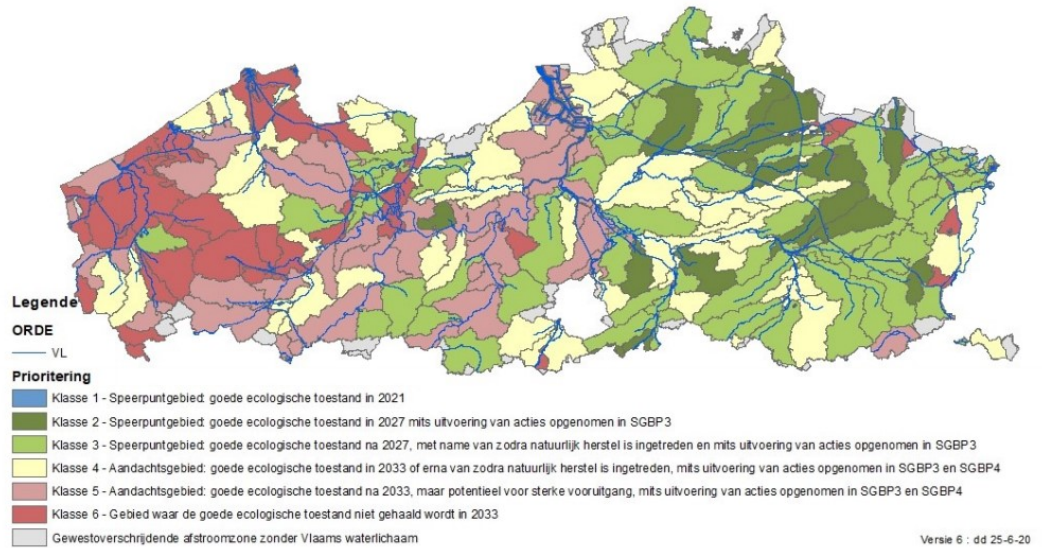 Legende
ORDE
VL
Prioritering
Klasse 1 - Speerpuntgebied: goede ecologische toestand in 2021
Klasse 2 - Speerpuntgebied: goede ecologische toestand in 2027 mits uitvoering van acties opgenomen in SGBP3
Klasse 3 - Speerpuntgebied: goede ecologische toestand na 2027, met name van zodra natuurlijk herstel is ingetreden en mits uitvoering van acties opgenomen in SGBP3
Klasse 4 - Aandachtsgebied: goede ecologische toestand in 2033 of erna van zodra natuurlijk herstel is ingetreden, mits uitvoering van acties opgenomen in SGBP3 en SGBP4
Klasse 5 - Aandachtsgebied: goede ecologische toestand na 2033, maar potentieel voor sterke vooruitgang, mits uitvoering van acties opgenomen in SGBP3 en SGBP4
Klasse 6 - Gebied waar de goede ecologische toestand niet gehaald wordt in 2033
Gewestoverschrijdende afstroomzone zonder Vlaams waterlichaam
Versie 6 : dd 25-6-20